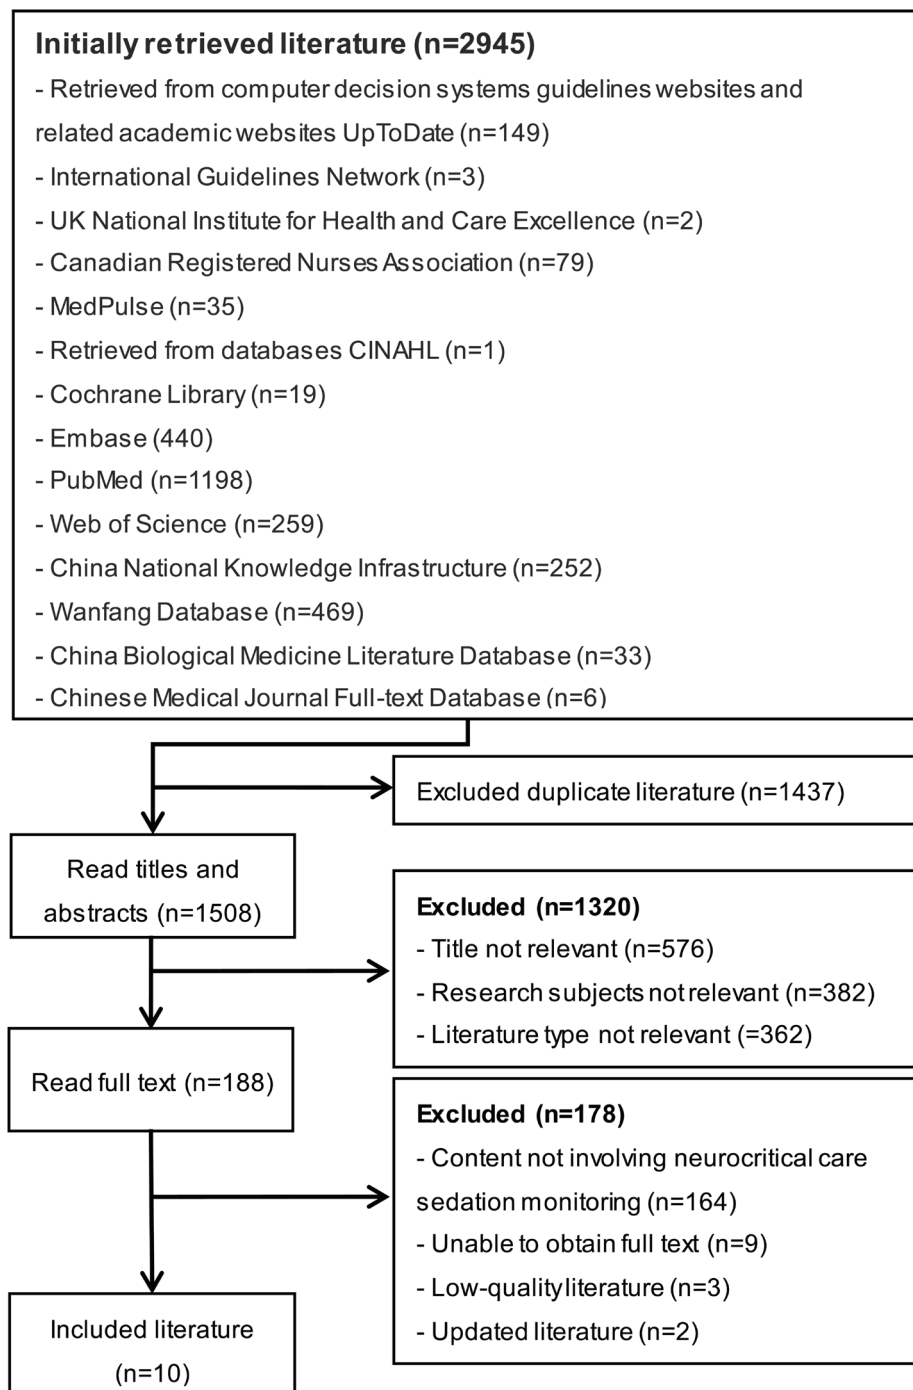 Initially retrieved literature (n=2945)
- Retrieved from computer decision systems guidelines websites and
related academic websites UpToDate (n=149)
- International Guidelines Network (n=3)
- UK National Institute for Health and Care Excellence (n=2)
- Canadian Registered Nurses Association (n=79)
- MedPulse (n=35)
- Retrieved from databases CINAHL (n=1)
- Cochrane Library (n=19)
- Embase (440)
- PubMed (n=1198)
- Web of Science (n=259)
- China National Knowledge Infrastructure (n=252)
- Wanfang Database (n=469)
- China Biological Medicine Literature Database (n=33)
- Chinese Medical Journal Full-text Database (n=6)
Excluded duplicate literature (n=1437)
Read titles and
abstracts (n=1508)
Excluded (n=1320)
- Title not relevant (n=576)
- Research subjects not relevant (n=382)
- Literature type not relevant (=362)
Read full text (n=188)
Excluded (n=178)
- Content not involving neurocritical care
sedation monitoring (n=164)
- Unable to obtain full text (n=9)
- Low-quality literature (n=3)
- Updated literature (n=2)
Included literature
(n=10)